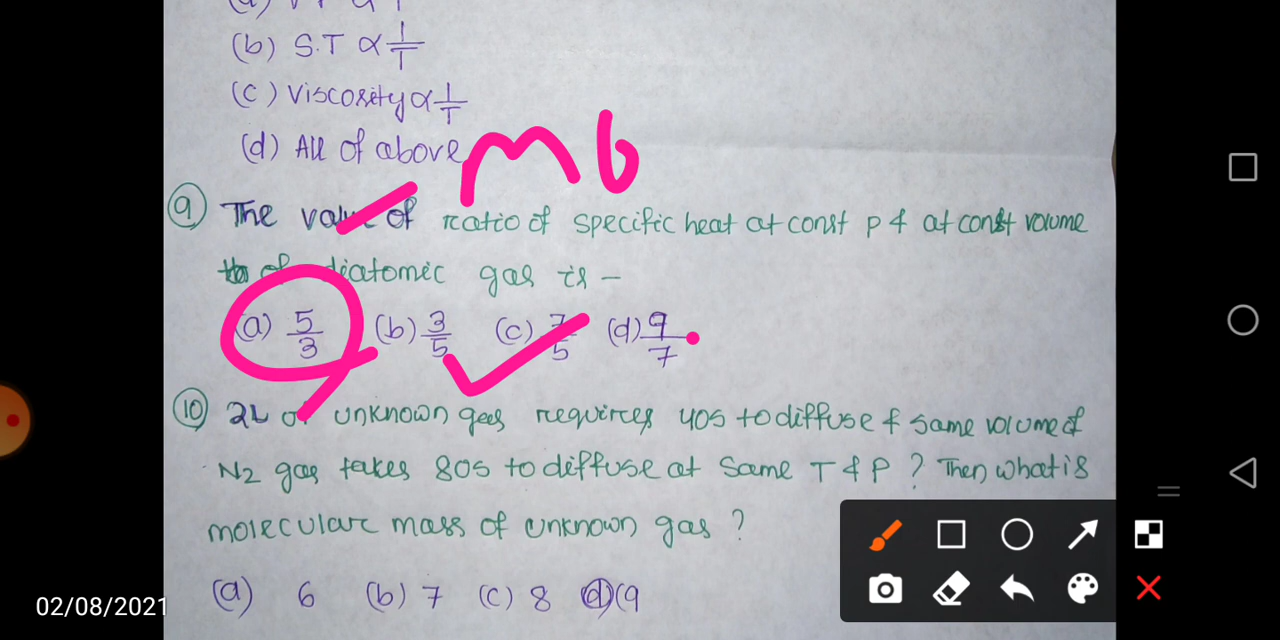 (b) S.T ∝ 1/T
(c) Viscosity ∝ 1/T
(d) All of above
m b
(9) The value of ratio of specific heat at const P & at const volume
of diatomic gas is -
(a) 5/3 (b) 3/5 (c) 7/5 (d) 9/7
(10) 2L of unknown gas requires 40s to diffuse & same volume of
N2 gas takes 80s to diffuse at same T & P ? Then what is
molecular mass of unknown gas ?
(a) 6 (b) 7 (c) 8 (d) 9
02/08/2021